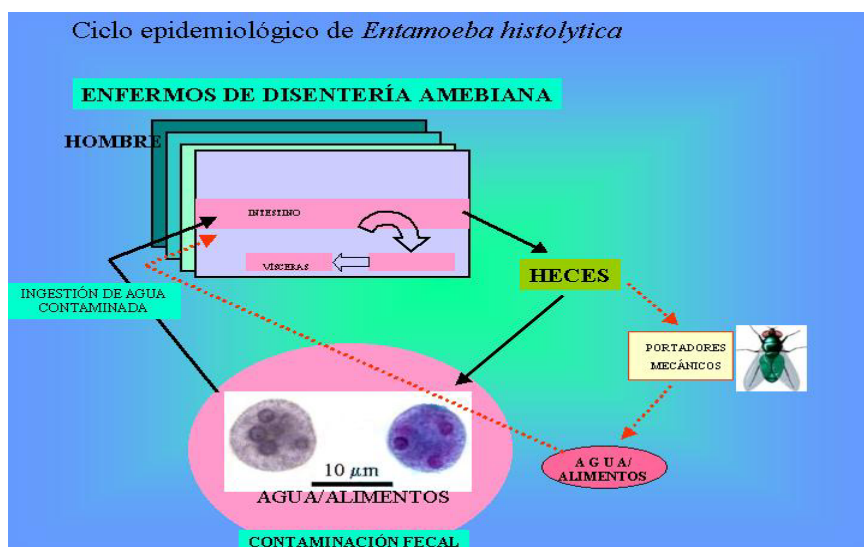 Ciclo epidemiológico de Entamoeba histolytica
ENFERMOS DE DISENTERÍA AMEBIANA
HOMBRE
INTESTINO
VÍSCERAS
HECES
INGESTIÓN DE AGUA
CONTAMINADA
PORTADORES
MECÁNICOS
10 µm
AGUA/ALIMENTOS
A G U A/
ALIMENTOS
CONTAMINACIÓN FECAL